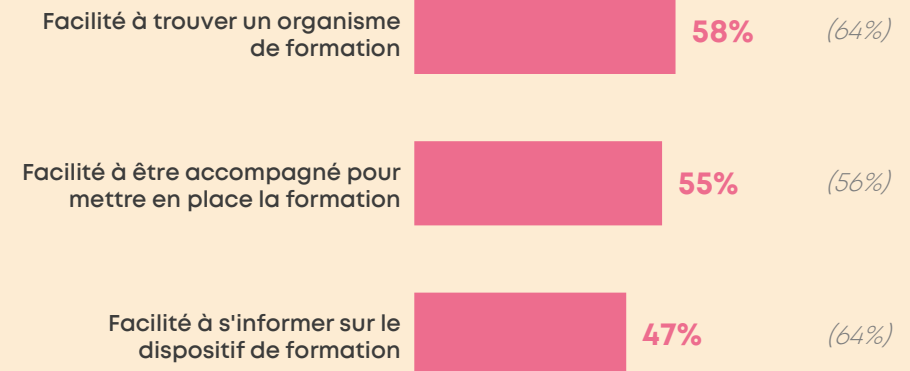 Facilité à trouver un organisme
de formation
58%
(64%)
Facilité à être accompagné pour
mettre en place la formation
55%
(56%)
Facilité à s'informer sur le
dispositif de formation
47%
(64%)